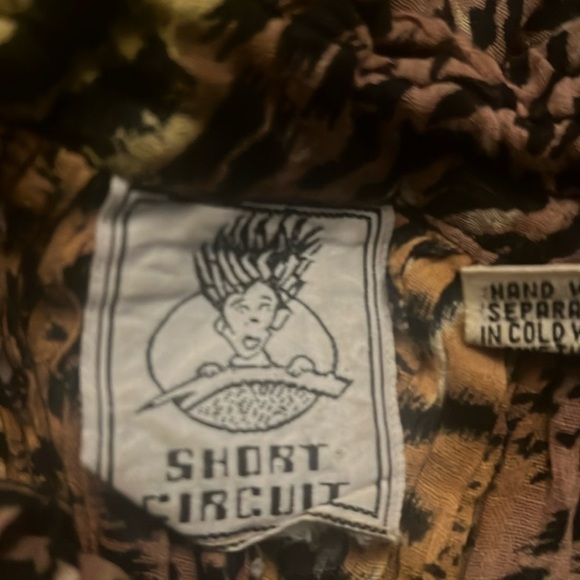 SHORT
CIRCUIT
HAND
SEPARA
IN COLD